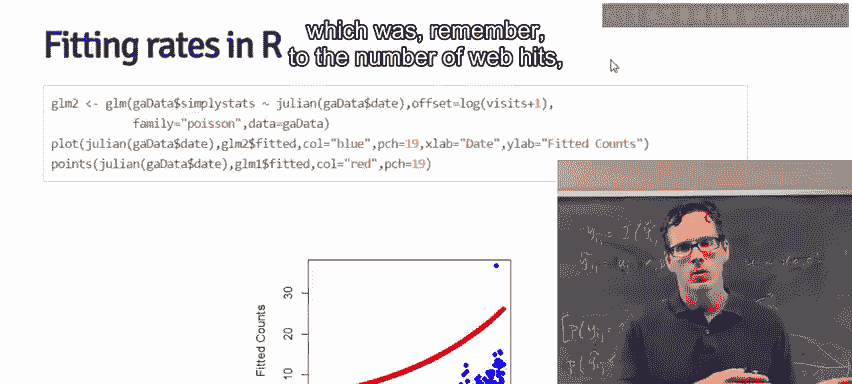 Fitting rates in R
which was, remember,
to the number of web hits,
glm2 <- glm(gaData$simplystats ~ julian(gaData$date),offset=log(visits+1),
family="poisson",data=gaData)
plot(julian(gaData$date),glm2$fitted,col="blue",pch=19,xlab="Date",ylab="Fitted Counts")
points(julian(gaData$date),glm1$fitted,col="red",pch=19)
30
20
10
Fitted Counts